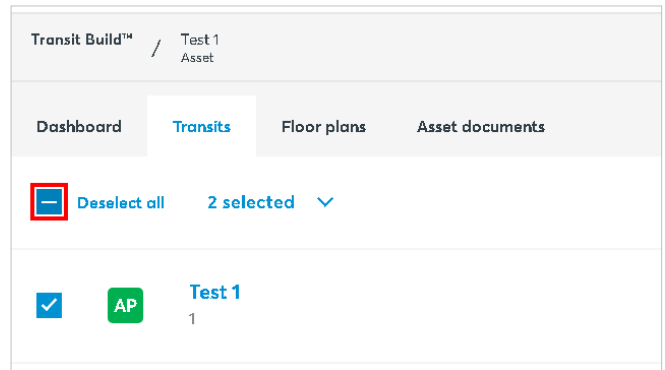 Transit Build™ / Test 1
Asset
Dashboard Transits Floor plans Asset documents
Deselect all 2 selected
AP Test 1
1